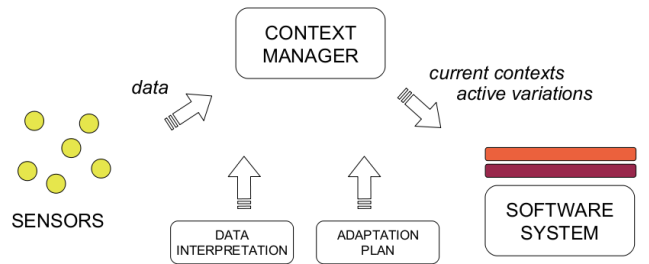 CONTEXT
MANAGER
data
current contexts
active variations
SENSORS
DATA
INTERPRETATION
ADAPTATION
PLAN
SOFTWARE
SYSTEM